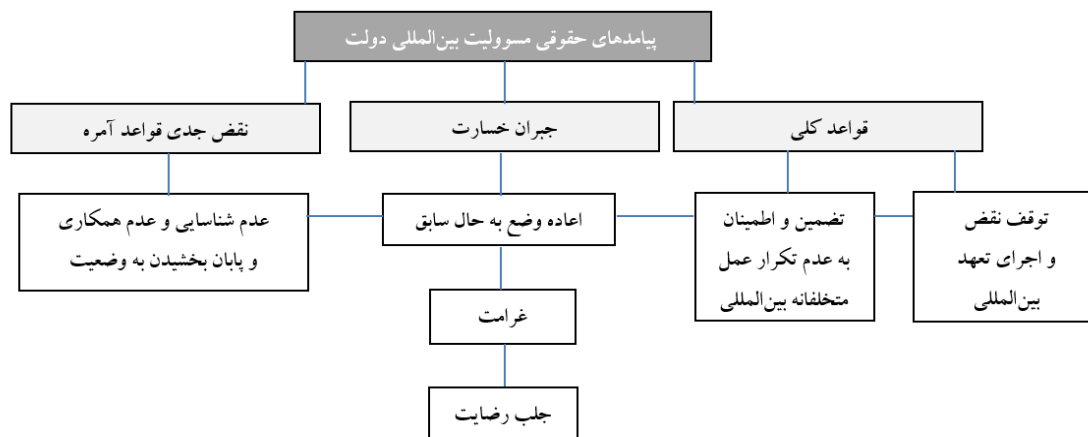 پیامدهای حقوقی مسوولیت بین‌المللی دولت
قواعد کلی
جبران خسارت
نقض جدی قواعد آمره
توقف نقض
و اجرای تعهد
بین‌المللی
تضمین و اطمینان
به عدم تکرار عمل
متخلفانه بین‌المللی
اعاده وضع به حال سابق
عدم شناسایی و عدم همکاری
و پابان بخشیدن به وضعیت
غرامت
جلب رضایت